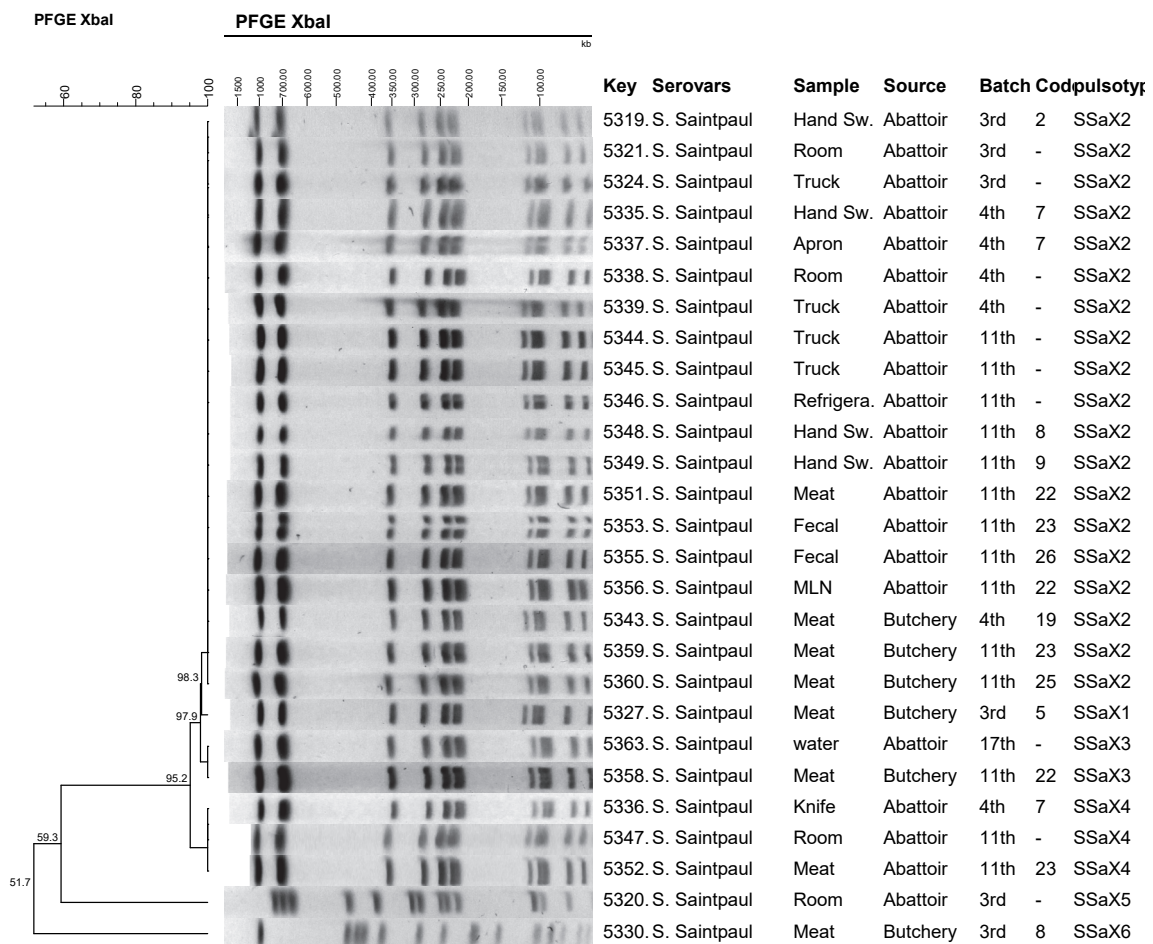 PFGE XbaI PFGE XbaI
kb
60 80 100 1500 1000 700.00 600.00 500.00 400.00 350.00 300.00 250.00 200.00 150.00 100.00
Key Serovars Sample Source Batch Cod pulsotyp
5319. S. Saintpaul Hand Sw. Abattoir 3rd 2 SSaX2
5321. S. Saintpaul Room Abattoir 3rd - SSaX2
5324. S. Saintpaul Truck Abattoir 3rd - SSaX2
5335. S. Saintpaul Hand Sw. Abattoir 4th 7 SSaX2
5337. S. Saintpaul Apron Abattoir 4th 7 SSaX2
5338. S. Saintpaul Room Abattoir 4th - SSaX2
5339. S. Saintpaul Truck Abattoir 4th - SSaX2
5344. S. Saintpaul Truck Abattoir 11th - SSaX2
5345. S. Saintpaul Truck Abattoir 11th - SSaX2
5346. S. Saintpaul Refrigera. Abattoir 11th - SSaX2
5348. S. Saintpaul Hand Sw. Abattoir 11th 8 SSaX2
5349. S. Saintpaul Hand Sw. Abattoir 11th 9 SSaX2
5351. S. Saintpaul Meat Abattoir 11th 22 SSaX2
5353. S. Saintpaul Fecal Abattoir 11th 23 SSaX2
5355. S. Saintpaul Fecal Abattoir 11th 26 SSaX2
5356. S. Saintpaul MLN Abattoir 11th 22 SSaX2
5343. S. Saintpaul Meat Butchery 4th 19 SSaX2
5359. S. Saintpaul Meat Butchery 11th 23 SSaX2
98.3 5360. S. Saintpaul Meat Butchery 11th 25 SSaX2
97.9 5327. S. Saintpaul Meat Butchery 3rd 5 SSaX1
5363. S. Saintpaul water Abattoir 17th - SSaX3
95.2 5358. S. Saintpaul Meat Butchery 11th 22 SSaX3
5336. S. Saintpaul Knife Abattoir 4th 7 SSaX4
59.3 5347. S. Saintpaul Room Abattoir 11th - SSaX4
51.7 5352. S. Saintpaul Meat Abattoir 11th 23 SSaX4
5320. S. Saintpaul Room Abattoir 3rd - SSaX5
5330. S. Saintpaul Meat Butchery 3rd 8 SSaX6